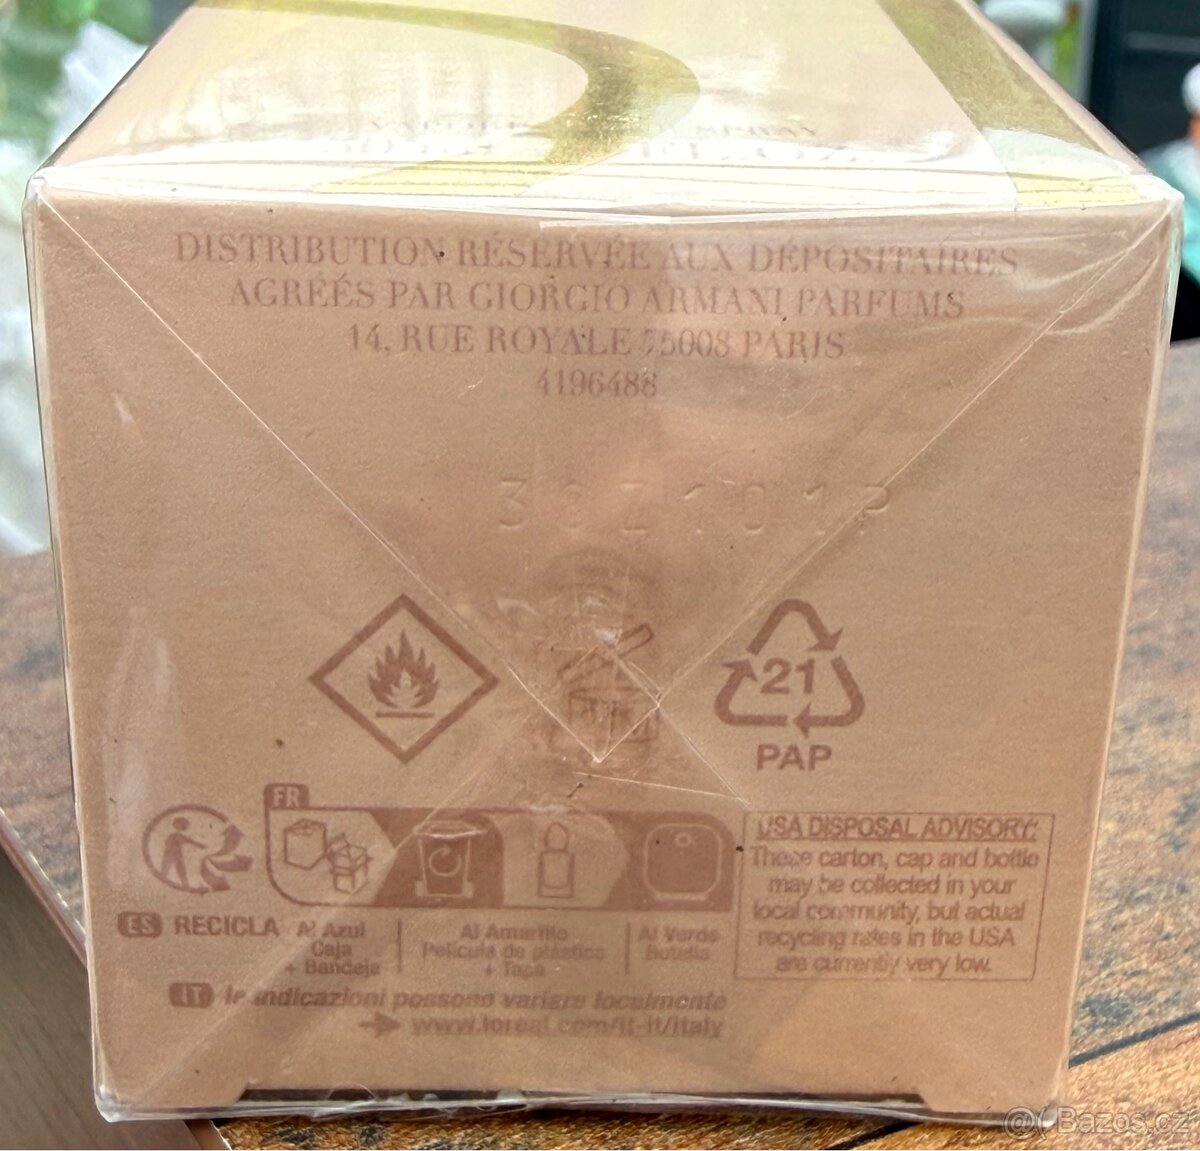 DISTRIBUTION RÉSERVÉE AUX DÉPOSITAIRES
AGRÉÉS PAR GIORGIO ARMANI PARFUMS
14, RUE ROYALE 75008 PARIS
4196488
21
PAP
FR
ES RECICLA Al Azul
Caja
+ Bandeja
Al Amarillo
Película de plástico
+ Tapa
Al Verde
Botella
USA DISPOSAL ADVISORY:
These carton, cap and bottle
may be collected in your
local community, but actual
recycling rates in the USA
are currently very low.
IT le indicazioni possono variare localmente
www.loreal.com/it-it/italy
Bazos.cz